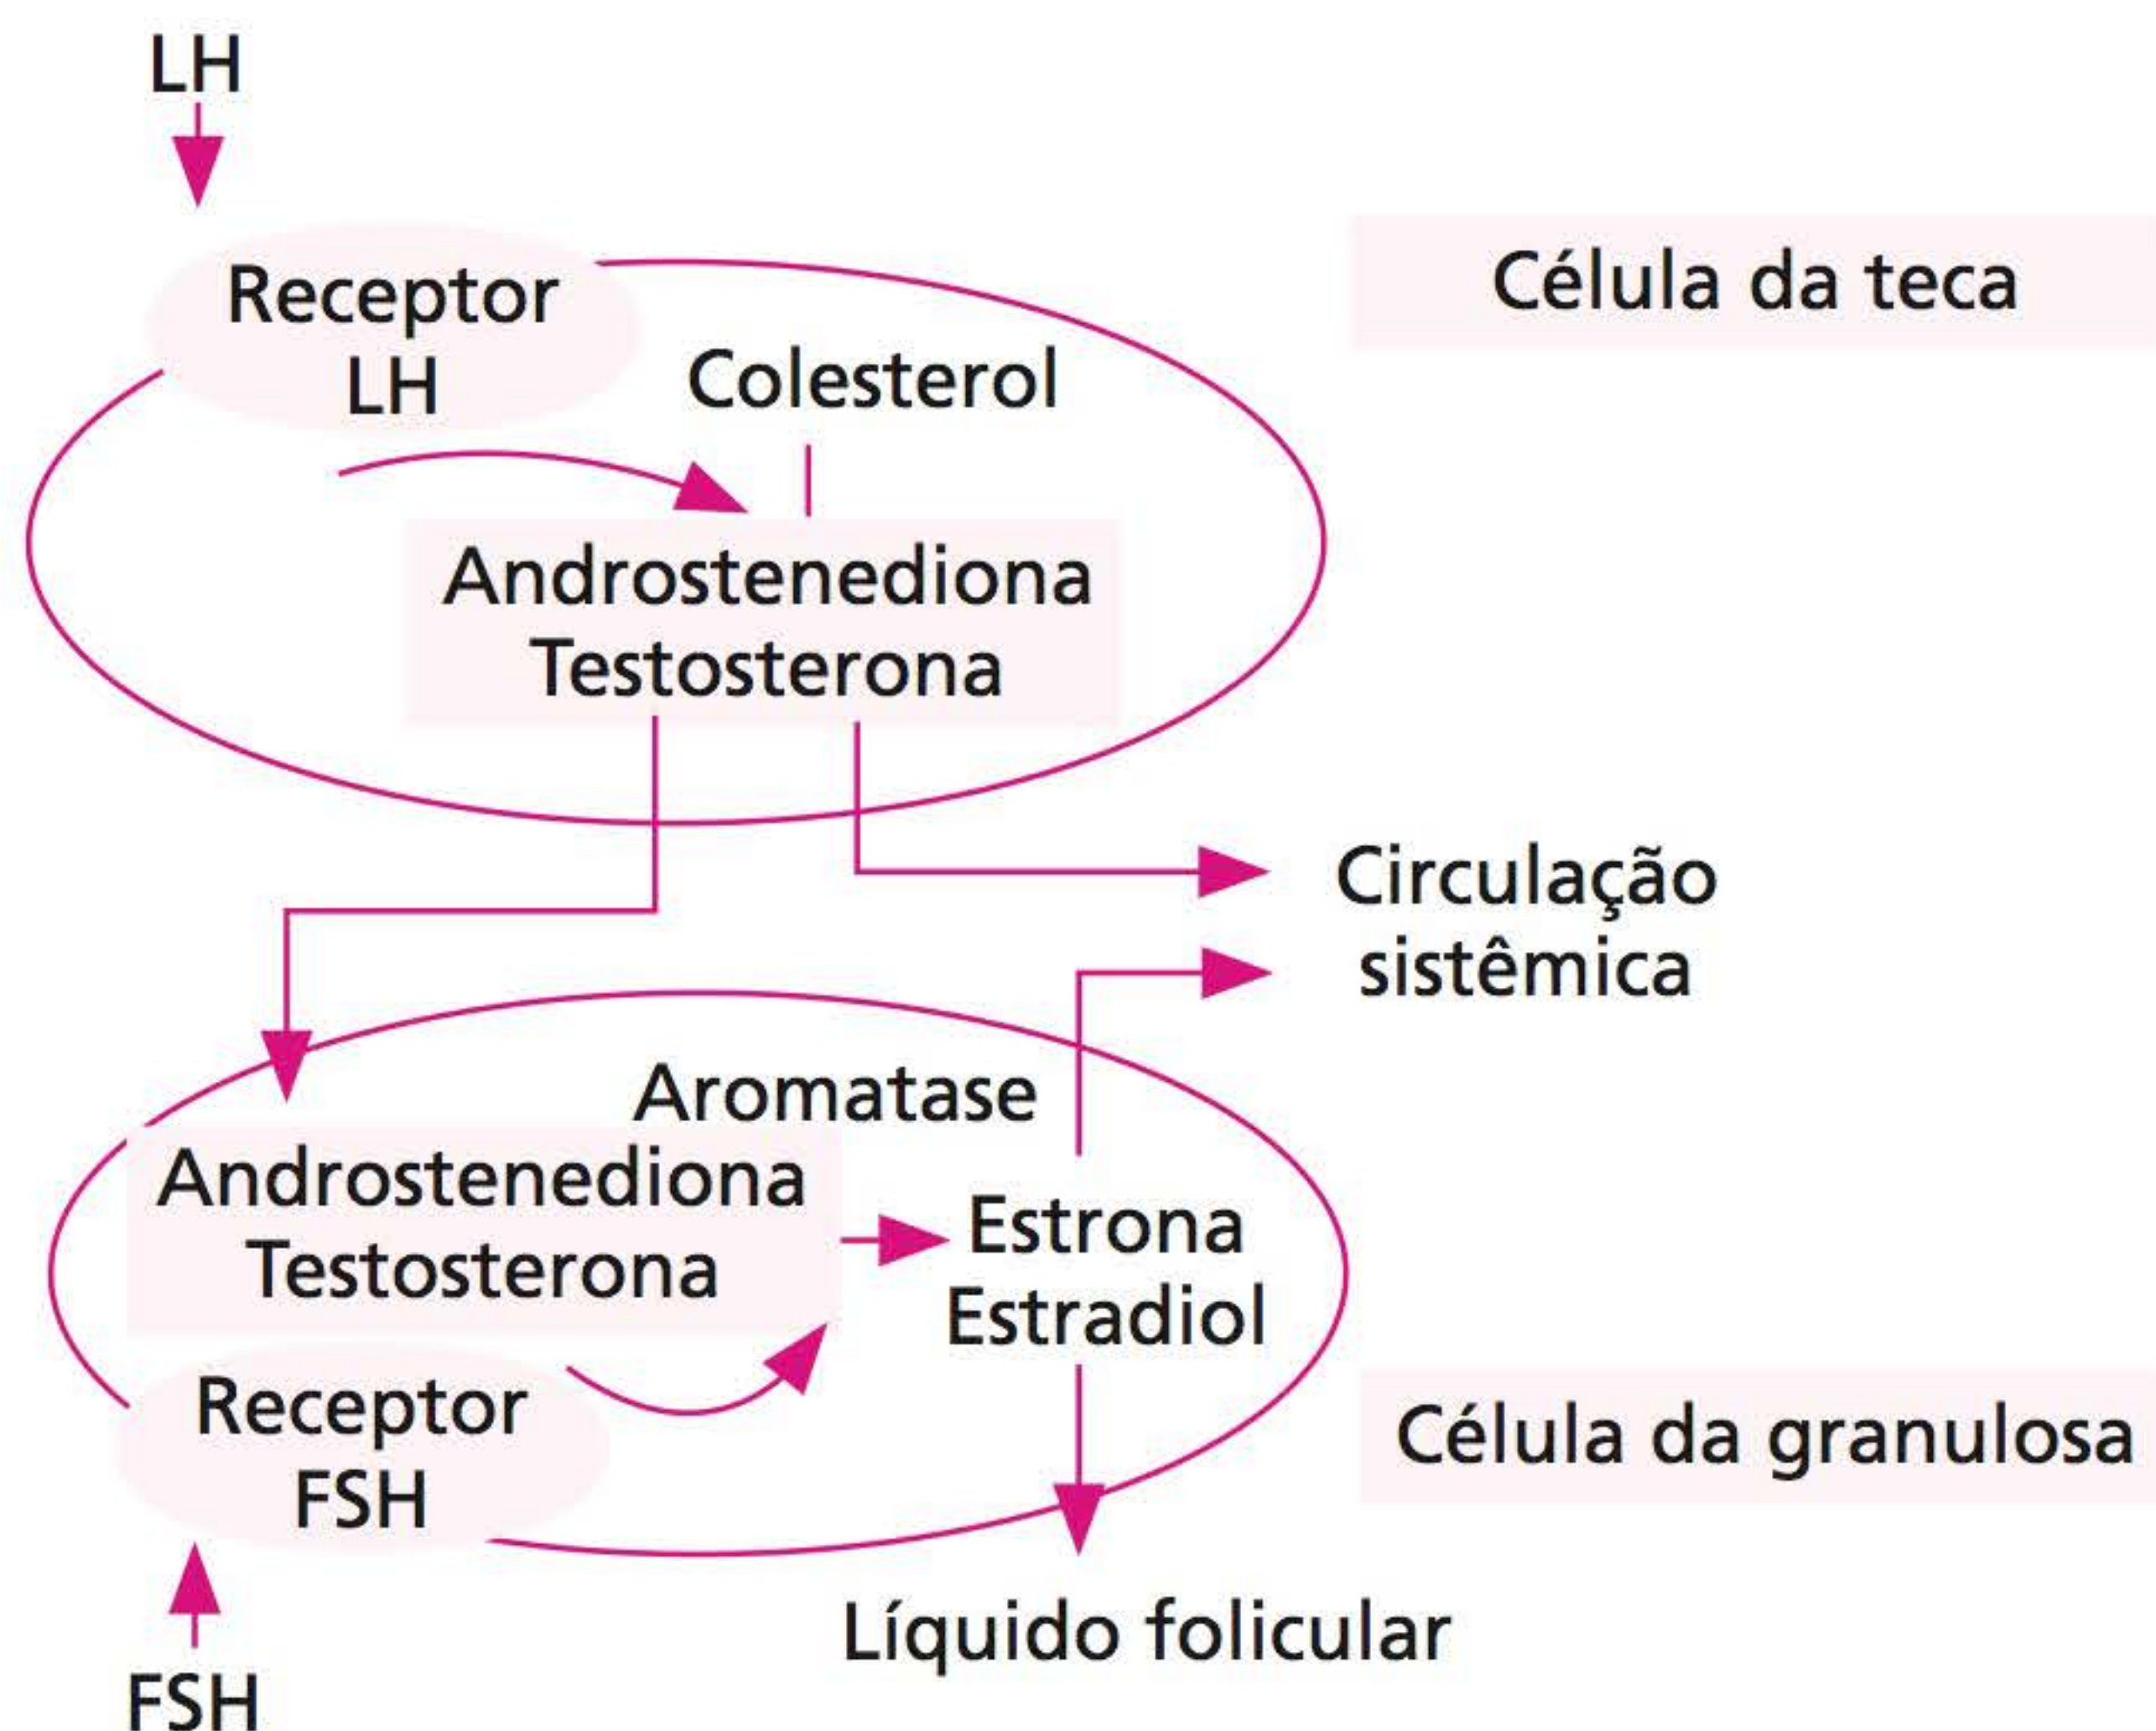 LH
Receptor
LH
Célula da teca
Colesterol
Androstenediona
Testosterona
Circulação
sistêmica
Aromatase
Androstenediona
Testosterona
Estrona
Estradiol
Receptor
FSH
Célula da granulosa
Líquido folicular
FSH